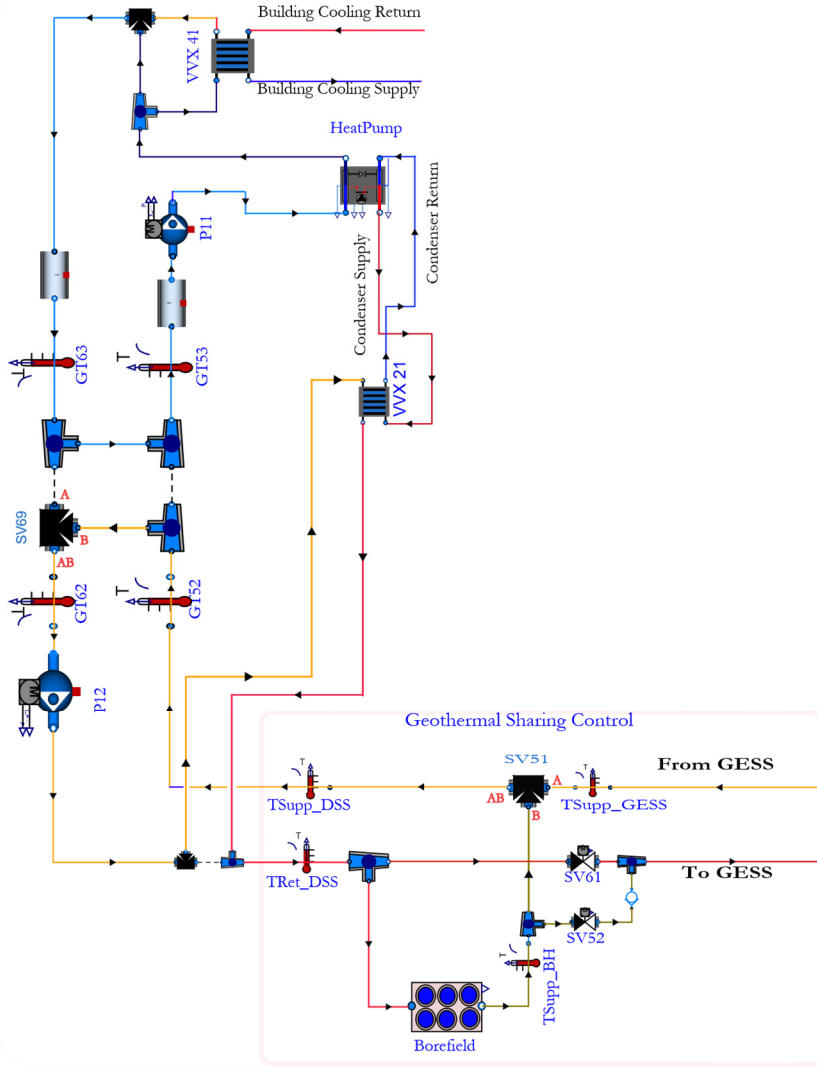 Building Cooling Return
VVX 41
Building Cooling Supply
HeatPump
P11
M
Condenser Supply
Condenser Return
GT63
T
GT53
T
VVX 21
A
SV69
B
AB
GT62
T
GT52
T
P12
M
Geothermal Sharing Control
SV51
From GESS
T
T
A
AB
TSupp_DSS
TSupp_GESS
B
T
TRet_DSS
SV61
To GESS
SV52
T
TSupp_BH
Borefield